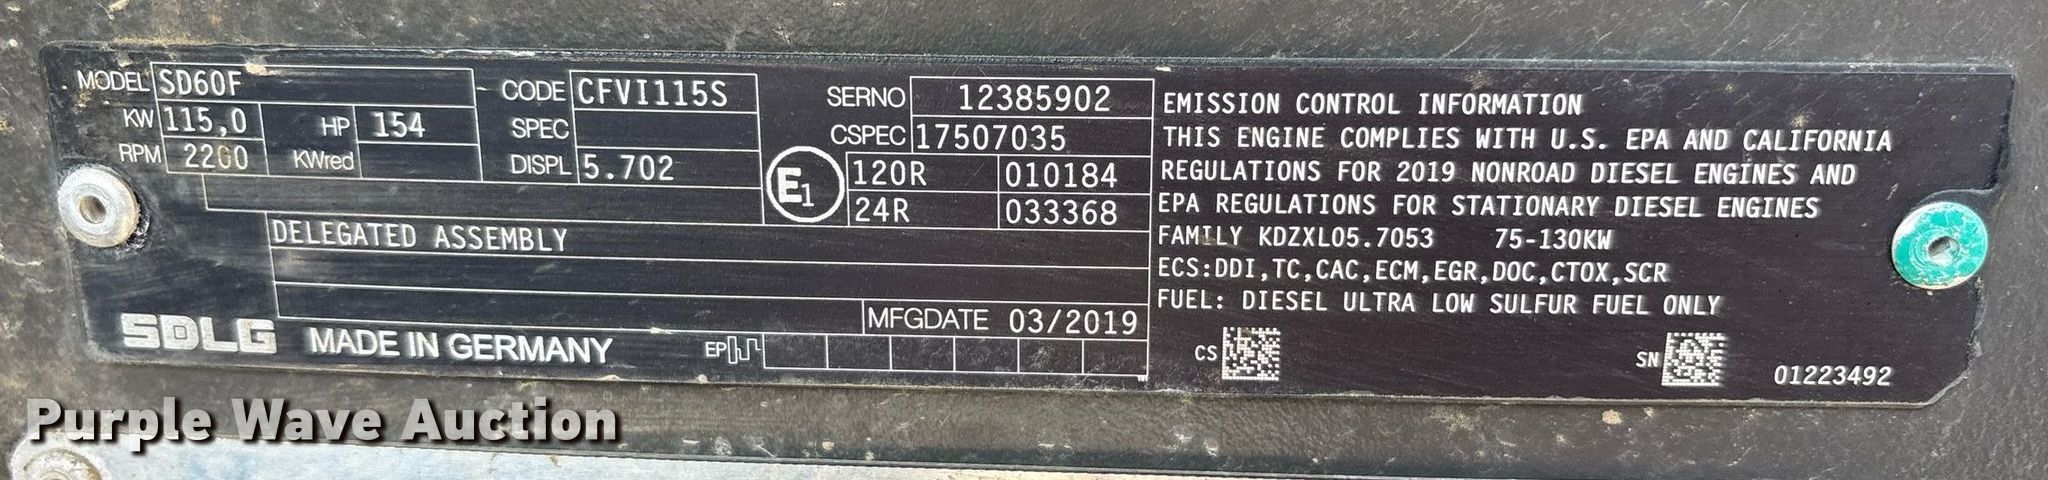 MODEL SD60F CODE CFVI115S
KW 115,0 HP 154 SPEC
RPM 2200 KWred DISPL 5.702
SERNO 12385902
CSPEC 17507035
E1 120R 010184
24R 033368
DELEGATED ASSEMBLY
MFGDATE 03/2019
SDLG MADE IN GERMANY EP
EMISSION CONTROL INFORMATION
THIS ENGINE COMPLIES WITH U.S. EPA AND CALIFORNIA
REGULATIONS FOR 2019 NONROAD DIESEL ENGINES AND
EPA REGULATIONS FOR STATIONARY DIESEL ENGINES
FAMILY KDZXL05.7053 75-130KW
ECS:DDI,TC,CAC,ECM,EGR,DOC,CTOX,SCR
FUEL: DIESEL ULTRA LOW SULFUR FUEL ONLY
CS SN 01223492
Purple Wave Auction